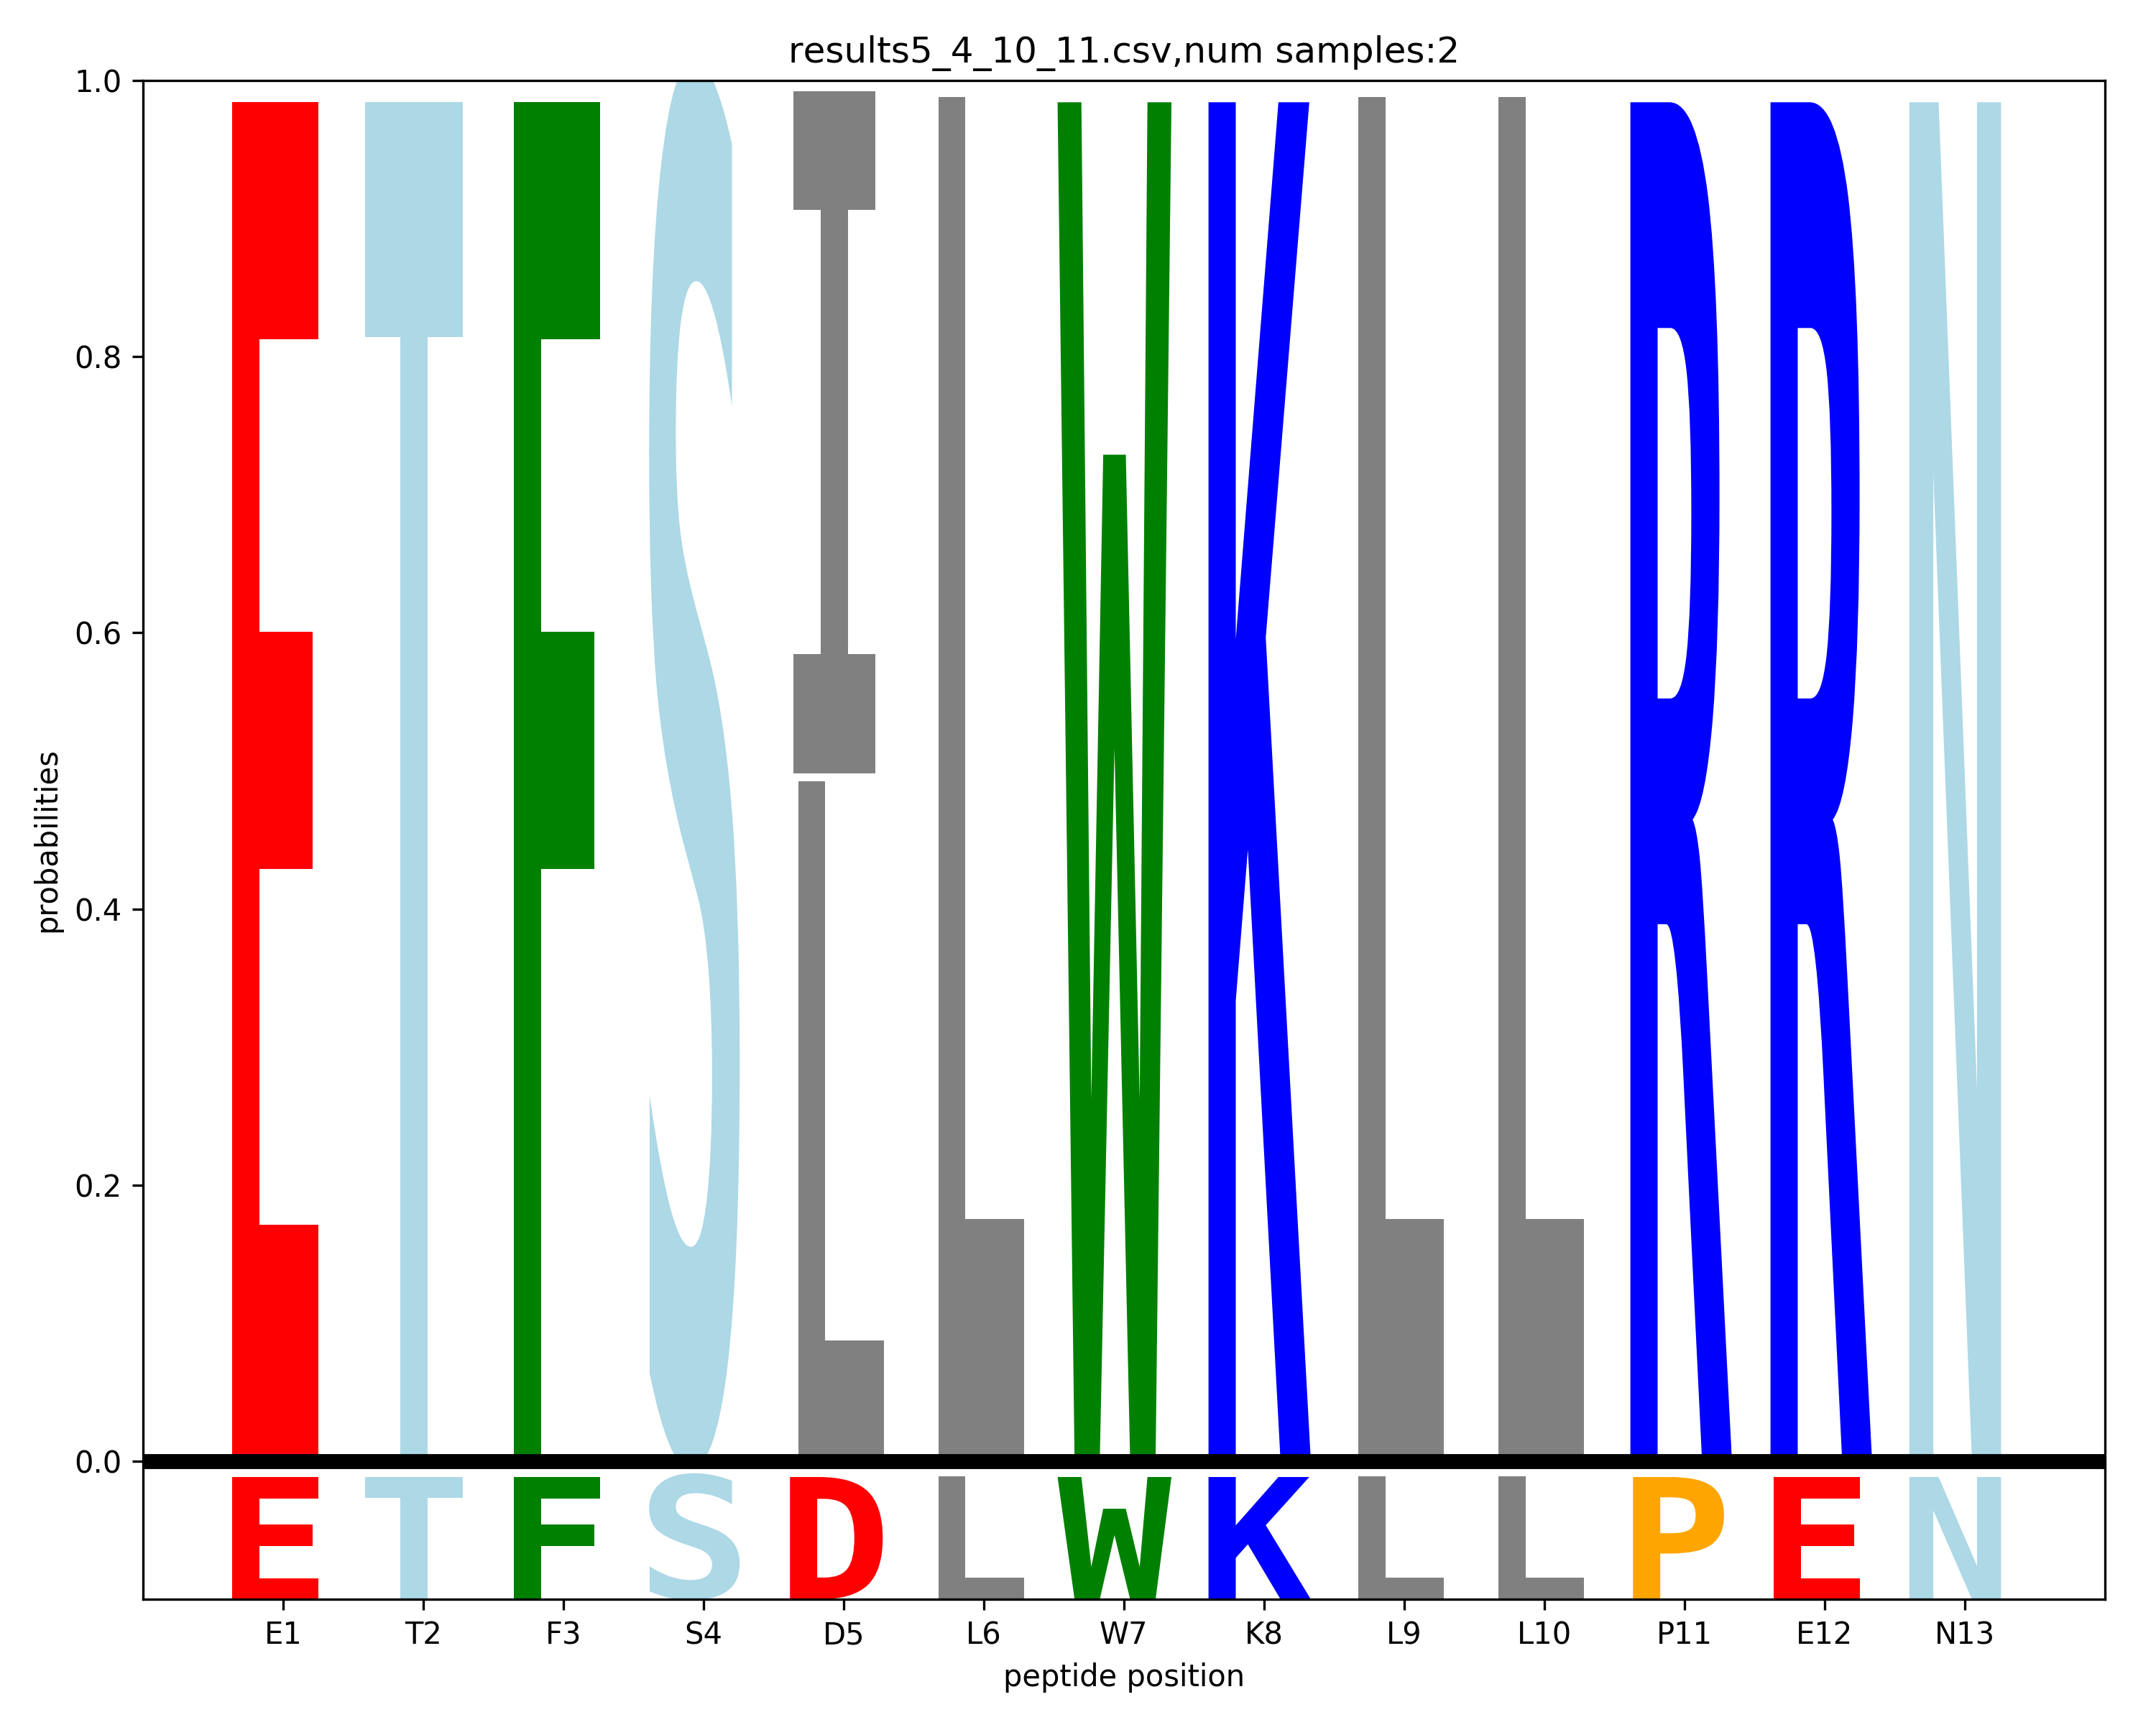 results5_4_10_11.csv,num samples:2
probabilities
1.0
0.8
0.6
0.4
0.2
0.0
I
E T F S L L W K L L R R N
E T F S D L W K L L P E N
E1 T2 F3 S4 D5 L6 W7 K8 L9 L10 P11 E12 N13
peptide position